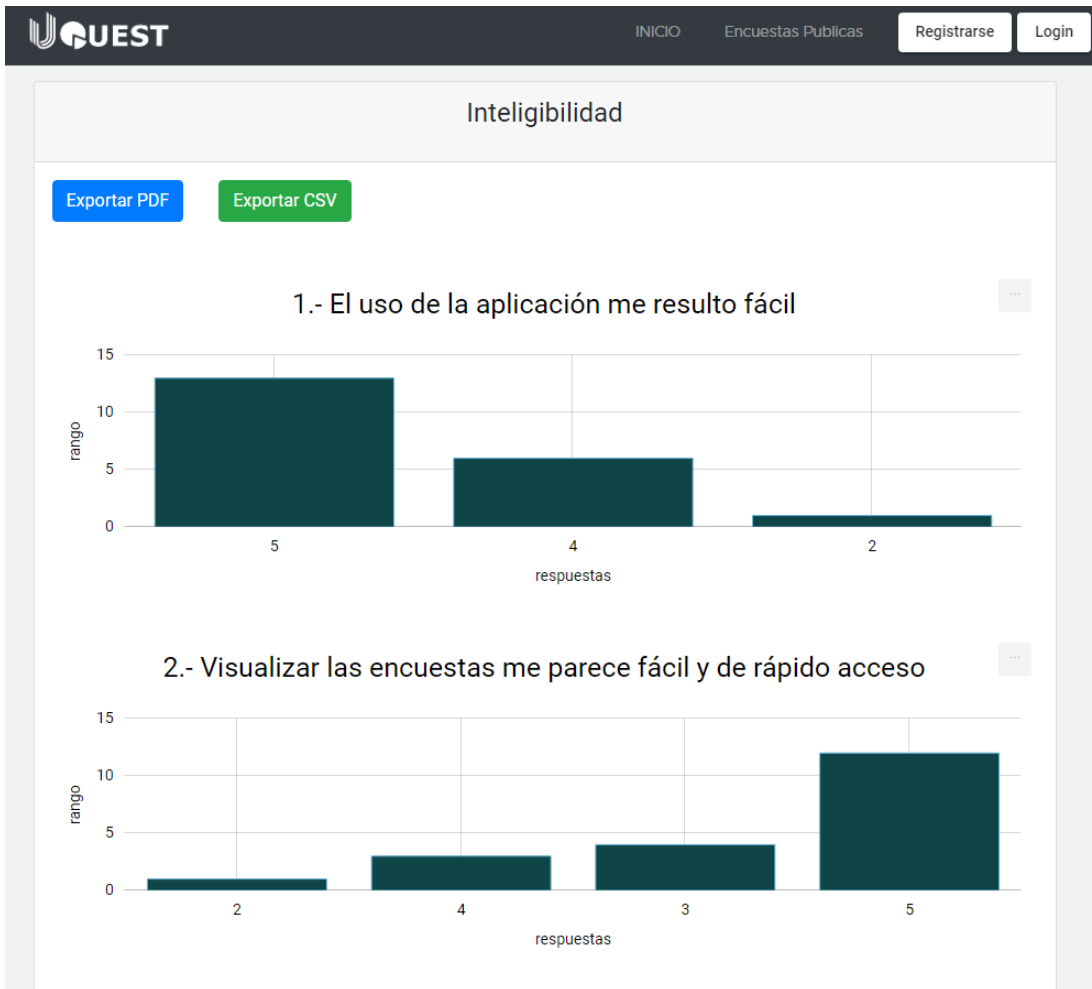 UQUEST INICIO Encuestas Publicas Registrarse Login
Inteligibilidad
Exportar PDF Exportar CSV
1.- El uso de la aplicación me resulto fácil
...
15
10
5
0
rango
5 4 2
respuestas
2.- Visualizar las encuestas me parece fácil y de rápido acceso
...
15
10
5
0
rango
2 4 3 5
respuestas